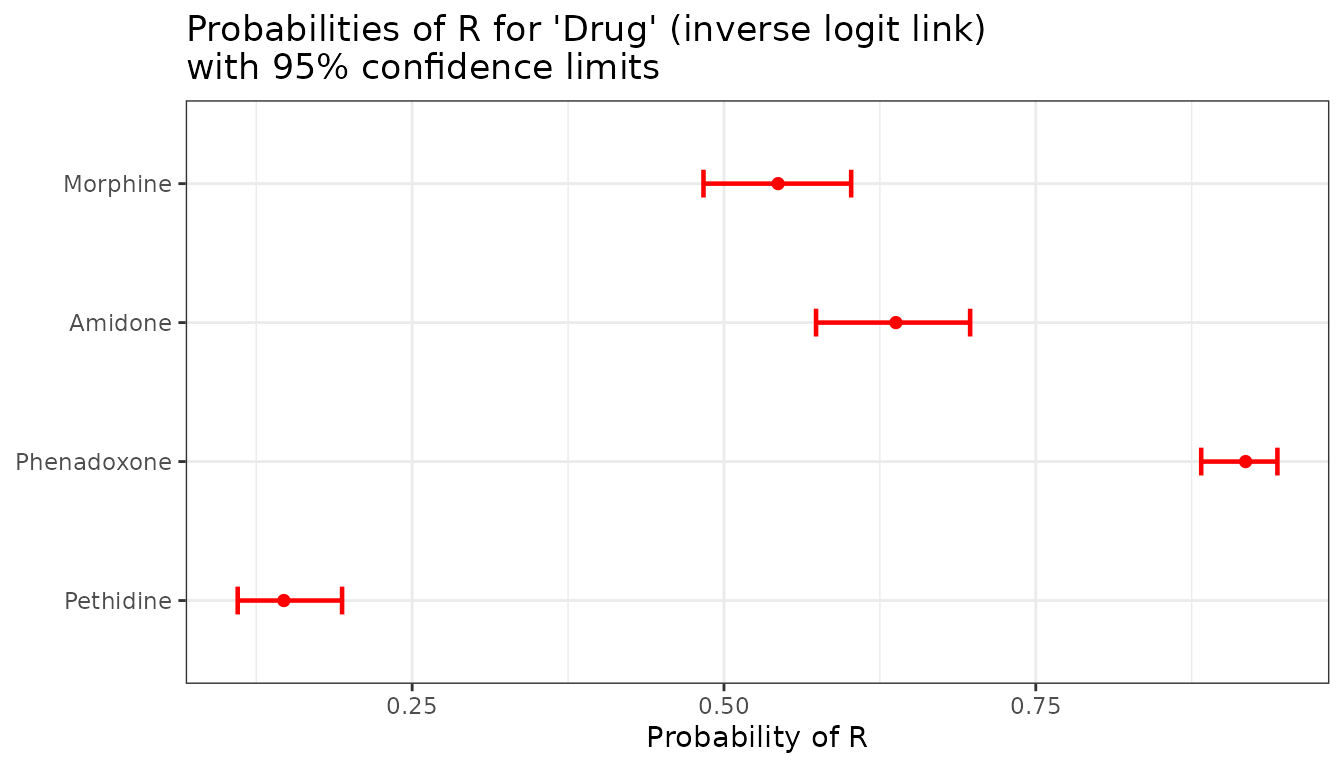 Probabilities of R for 'Drug' (inverse logit link)
with 95% confidence limits
Morphine
Amidone
Phenadoxone
Pethidine
0.25
0.50
0.75
Probability of R